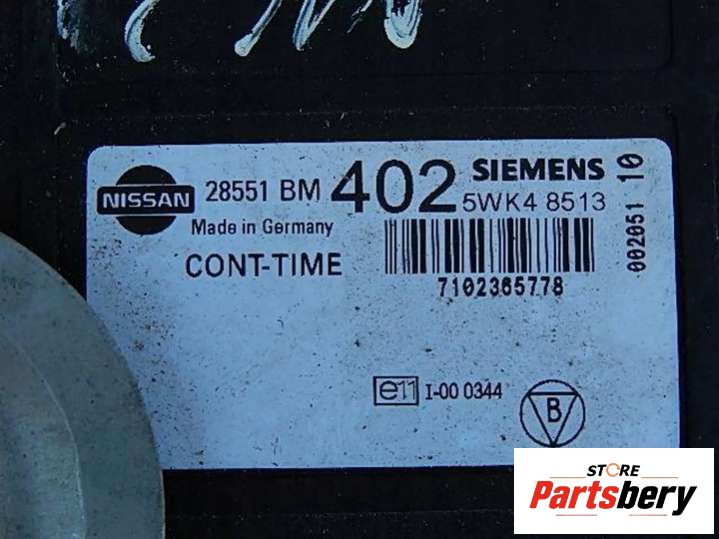 NISSAN
28551 BM 402
Made in Germany
CONT-TIME
SIEMENS
5WK4 8513
7102365778
002051 10
e11 I-00 0344
B
STORE
Partsbery